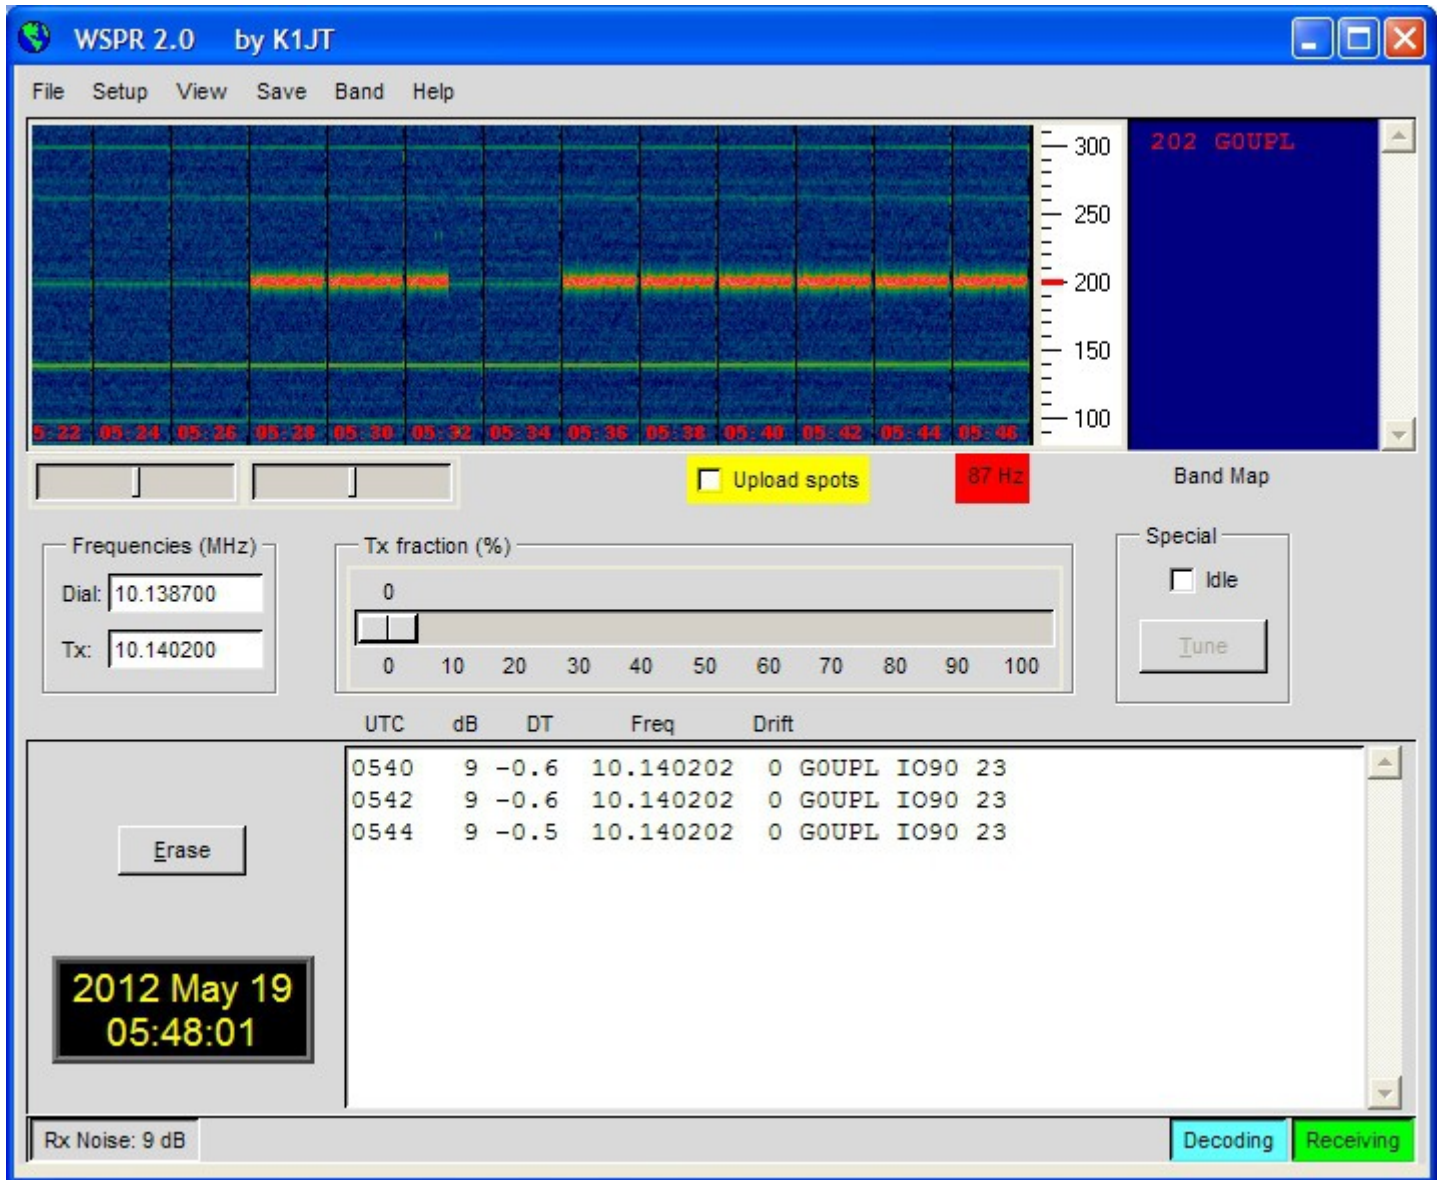 WSPR 2.0 by K1JT
File Setup View Save Band Help
300
250
200
150
100
202 G0UPL
5:22 05:24 05:26 05:28 05:30 05:32 05:34 05:36 05:38 05:40 05:42 05:44 05:46
Upload spots
87 Hz
Band Map
Frequencies (MHz)
Dial: 10.138700
Tx: 10.140200
Tx fraction (%)
0
0 10 20 30 40 50 60 70 80 90 100
Special
Idle
Tune
UTC dB DT Freq Drift
0540 9 -0.6 10.140202 0 G0UPL IO90 23
0542 9 -0.6 10.140202 0 G0UPL IO90 23
0544 9 -0.5 10.140202 0 G0UPL IO90 23
Erase
2012 May 19
05:48:01
Rx Noise: 9 dB
Decoding
Receiving